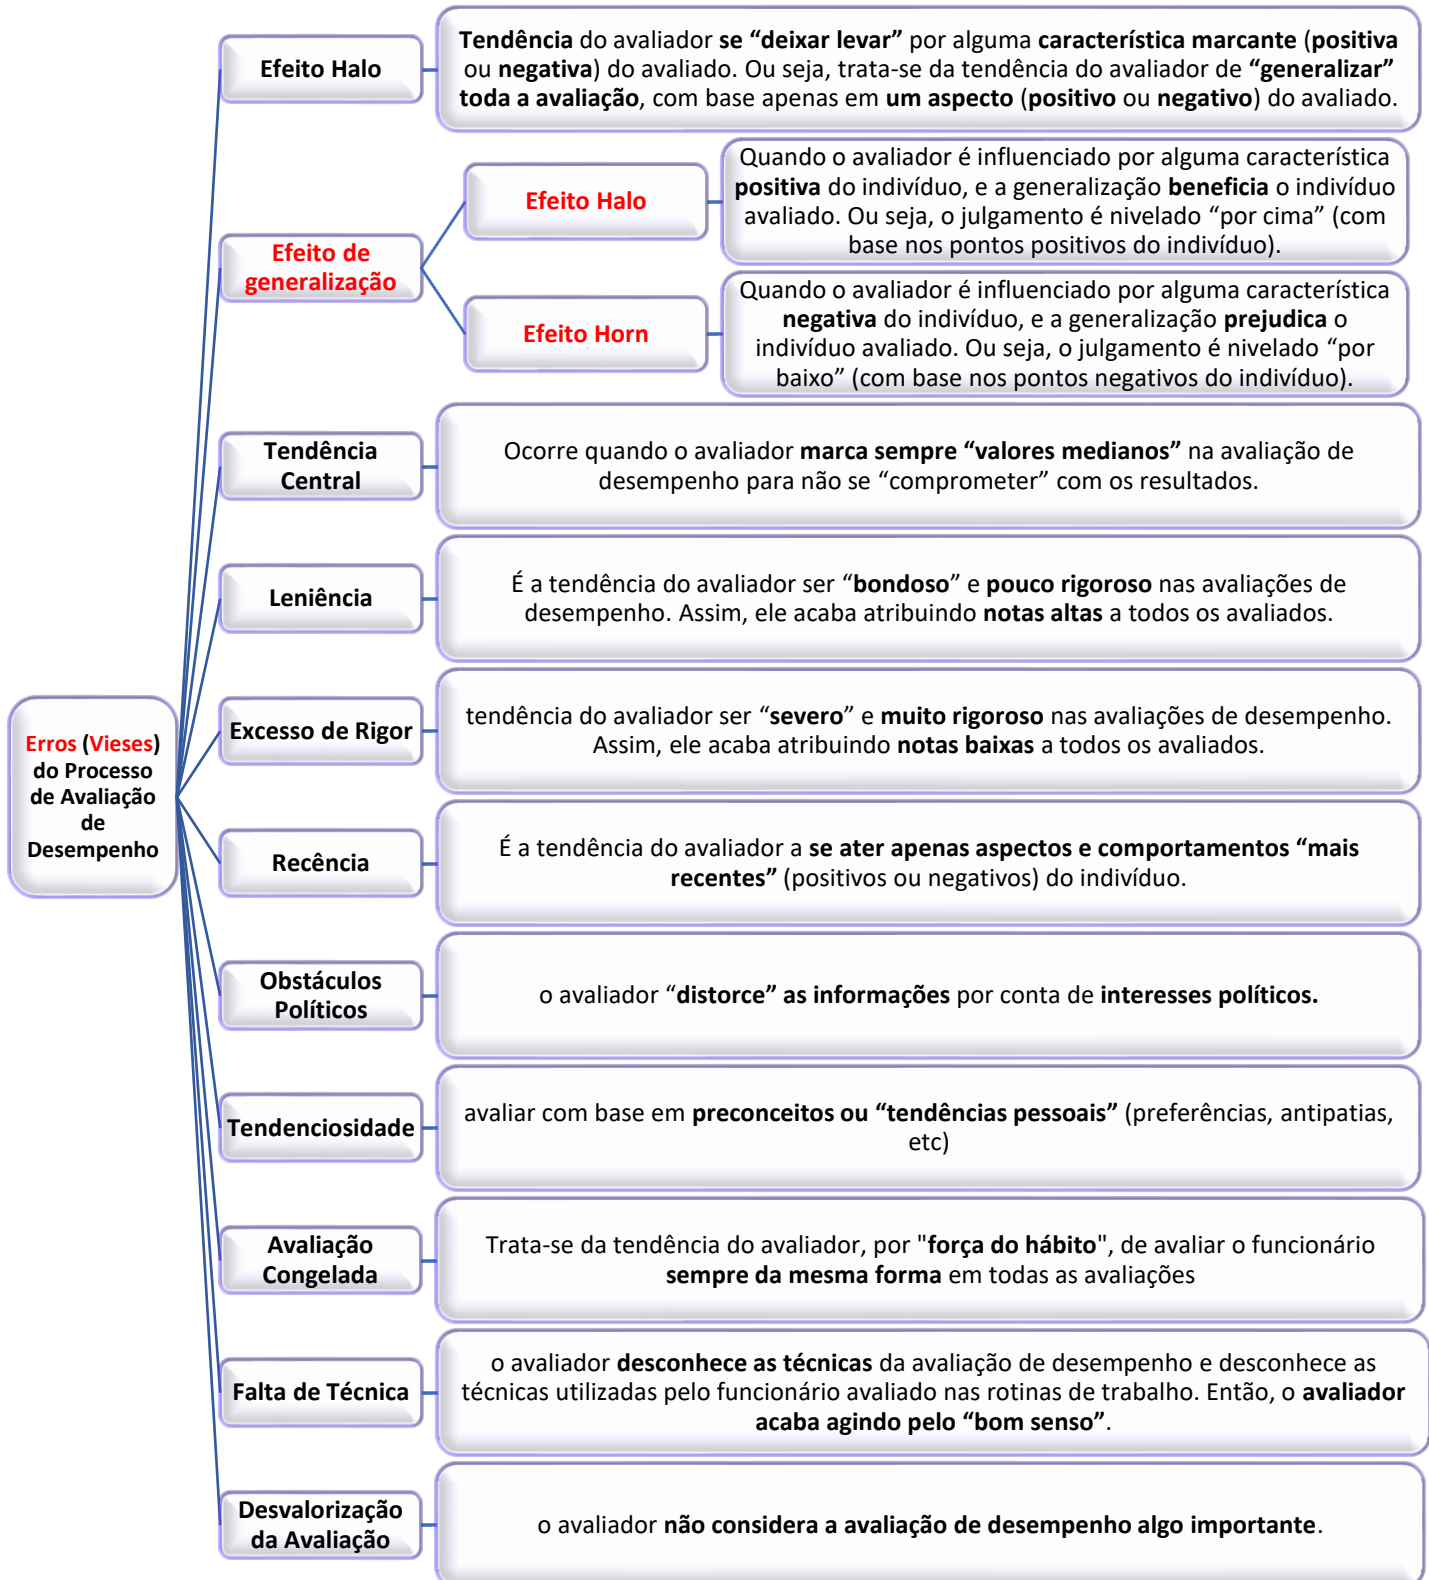 Erros (Vieses)
do Processo
de Avaliação
de
Desempenho
Efeito Halo
Tendência do avaliador se “deixar levar” por alguma característica marcante (positiva
ou negativa) do avaliado. Ou seja, trata-se da tendência do avaliador de “generalizar”
toda a avaliação, com base apenas em um aspecto (positivo ou negativo) do avaliado.
Efeito de
generalização
Efeito Halo
Quando o avaliador é influenciado por alguma característica
positiva do indivíduo, e a generalização beneficia o indivíduo
avaliado. Ou seja, o julgamento é nivelado “por cima” (com
base nos pontos positivos do indivíduo).
Efeito Horn
Quando o avaliador é influenciado por alguma característica
negativa do indivíduo, e a generalização prejudica o
indivíduo avaliado. Ou seja, o julgamento é nivelado “por
baixo” (com base nos pontos negativos do indivíduo).
Tendência
Central
Ocorre quando o avaliador marca sempre “valores medianos” na avaliação de
desempenho para não se “comprometer” com os resultados.
Leniência
É a tendência do avaliador ser “bondoso” e pouco rigoroso nas avaliações de
desempenho. Assim, ele acaba atribuindo notas altas a todos os avaliados.
Excesso de Rigor
tendência do avaliador ser “severo” e muito rigoroso nas avaliações de desempenho.
Assim, ele acaba atribuindo notas baixas a todos os avaliados.
Recência
É a tendência do avaliador a se ater apenas aspectos e comportamentos “mais
recentes” (positivos ou negativos) do indivíduo.
Obstáculos
Políticos
o avaliador “distorce” as informações por conta de interesses políticos.
Tendenciosidade
avaliar com base em preconceitos ou “tendências pessoais” (preferências, antipatias,
etc)
Avaliação
Congelada
Trata-se da tendência do avaliador, por "força do hábito", de avaliar o funcionário
sempre da mesma forma em todas as avaliações
Falta de Técnica
o avaliador desconhece as técnicas da avaliação de desempenho e desconhece as
técnicas utilizadas pelo funcionário avaliado nas rotinas de trabalho. Então, o avaliador
acaba agindo pelo “bom senso”.
Desvalorização
da Avaliação
o avaliador não considera a avaliação de desempenho algo importante.